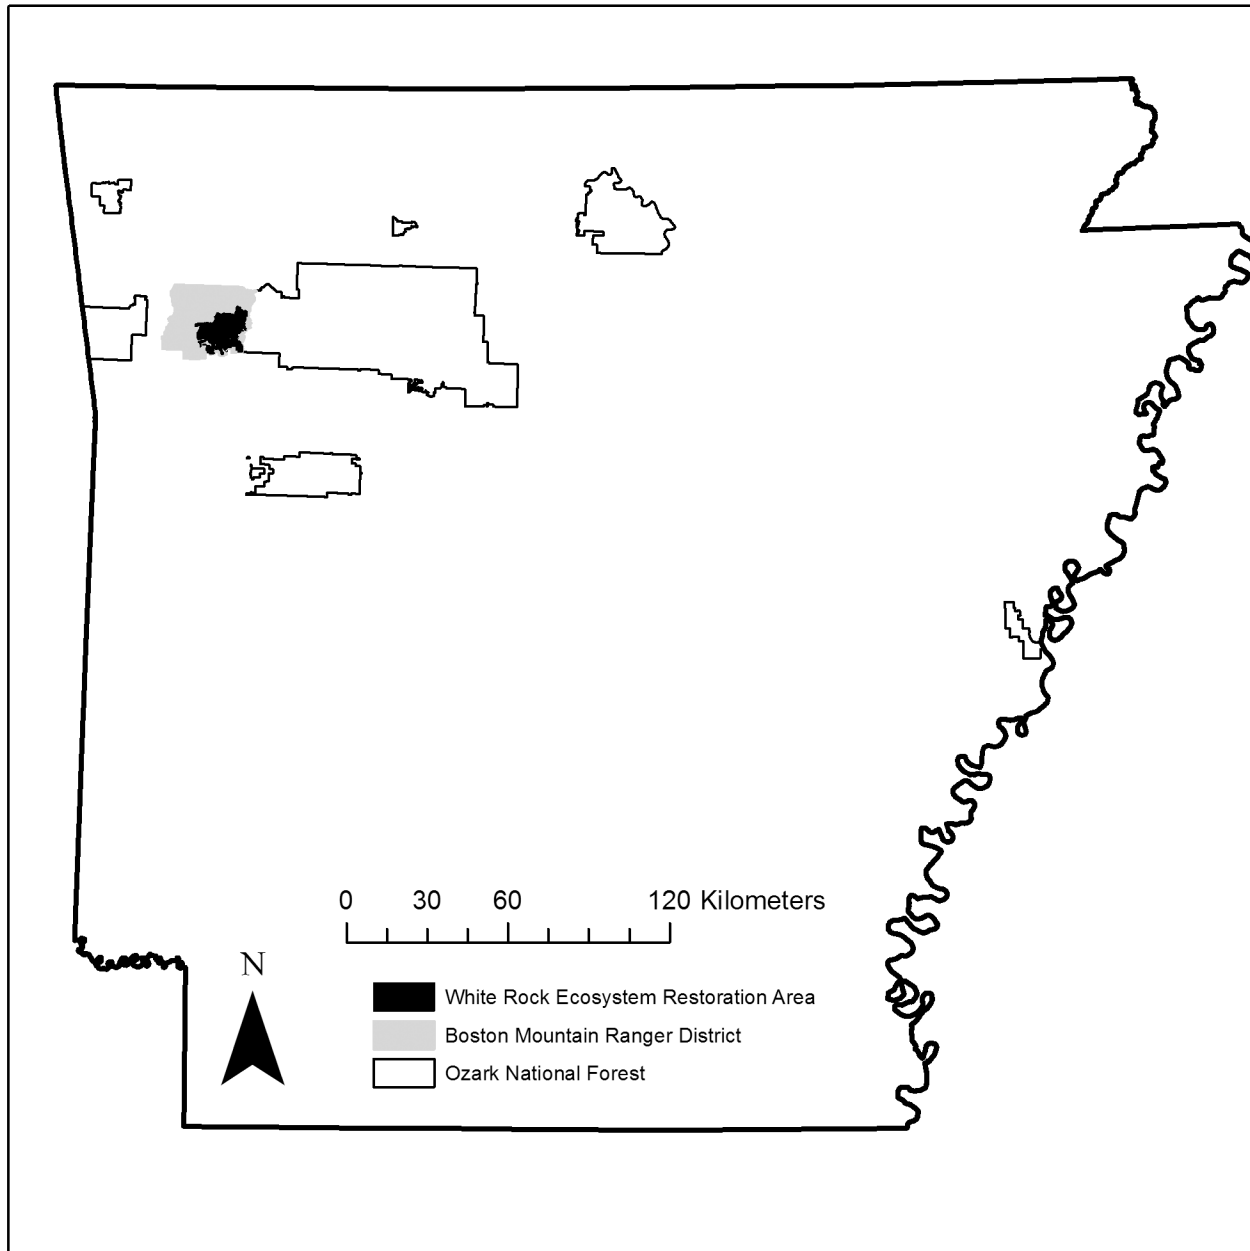 0 30 60 120 Kilometers
N
White Rock Ecosystem Restoration Area
Boston Mountain Ranger District
Ozark National Forest